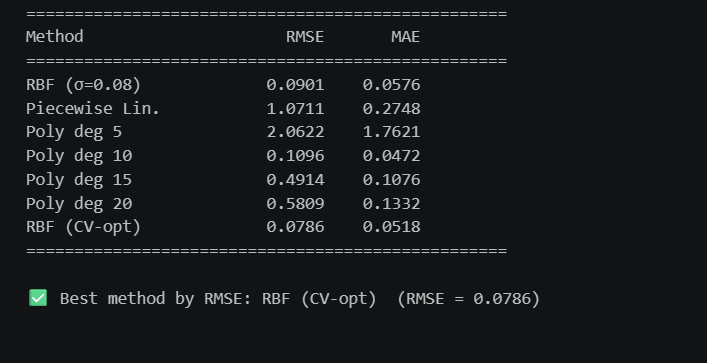 ==================================================
Method                     RMSE       MAE
==================================================
RBF (σ=0.08)             0.0901    0.0576
Piecewise Lin.           1.0711    0.2748
Poly deg 5               2.0622    1.7621
Poly deg 10              0.1096    0.0472
Poly deg 15              0.4914    0.1076
Poly deg 20              0.5809    0.1332
RBF (CV-opt)             0.0786    0.0518
==================================================
✅ Best method by RMSE: RBF (CV-opt)  (RMSE = 0.0786)